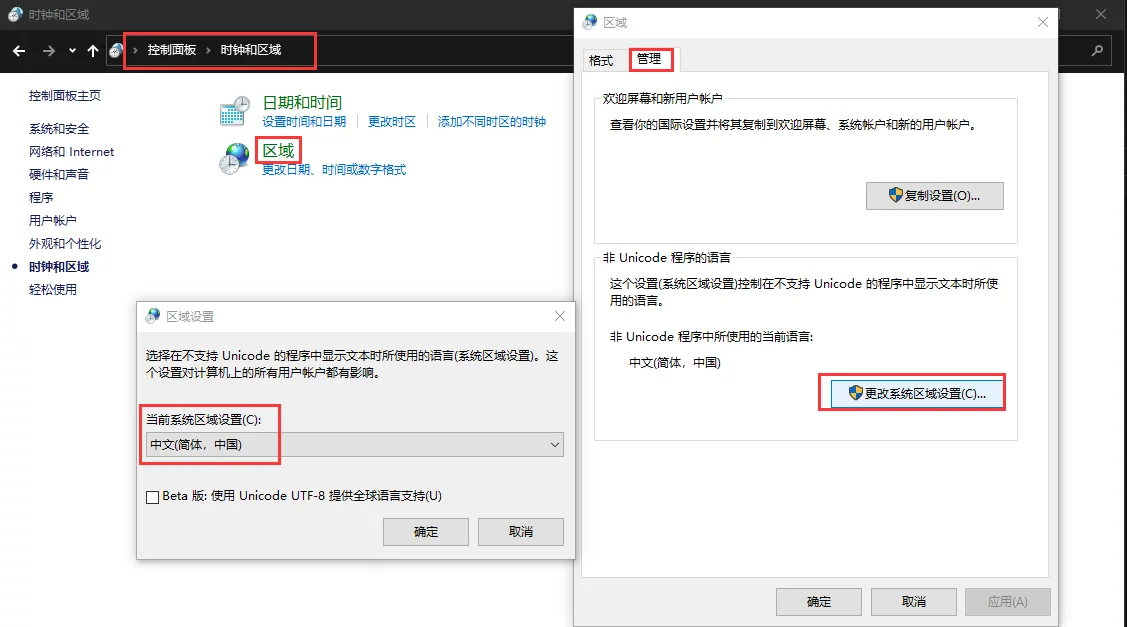 时钟和区域
控制面板 › 时钟和区域
控制面板主页
系统和安全
网络和 Internet
硬件和声音
程序
用户帐户
外观和个性化
时钟和区域
轻松使用
日期和时间
设置时间和日期 更改时区 添加不同时区的时钟
区域
更改日期、时间或数字格式
区域设置
选择在不支持 Unicode 的程序中显示文本时所使用的语言(系统区域设置)。这
个设置对计算机上的所有用户帐户都有影响。
当前系统区域设置(C):
中文(简体，中国)
Beta 版: 使用 Unicode UTF-8 提供全球语言支持(U)
确定 取消
区域
格式 管理
欢迎屏幕和新用户帐户
查看你的国际设置并将其复制到欢迎屏幕、系统帐户和新的用户帐户。
复制设置(O)...
非 Unicode 程序的语言
这个设置(系统区域设置)控制在不支持 Unicode 的程序中显示文本时所使
用的语言。
非 Unicode 程序中所使用的当前语言:
中文(简体，中国)
更改系统区域设置(C)...
确定 取消 应用(A)